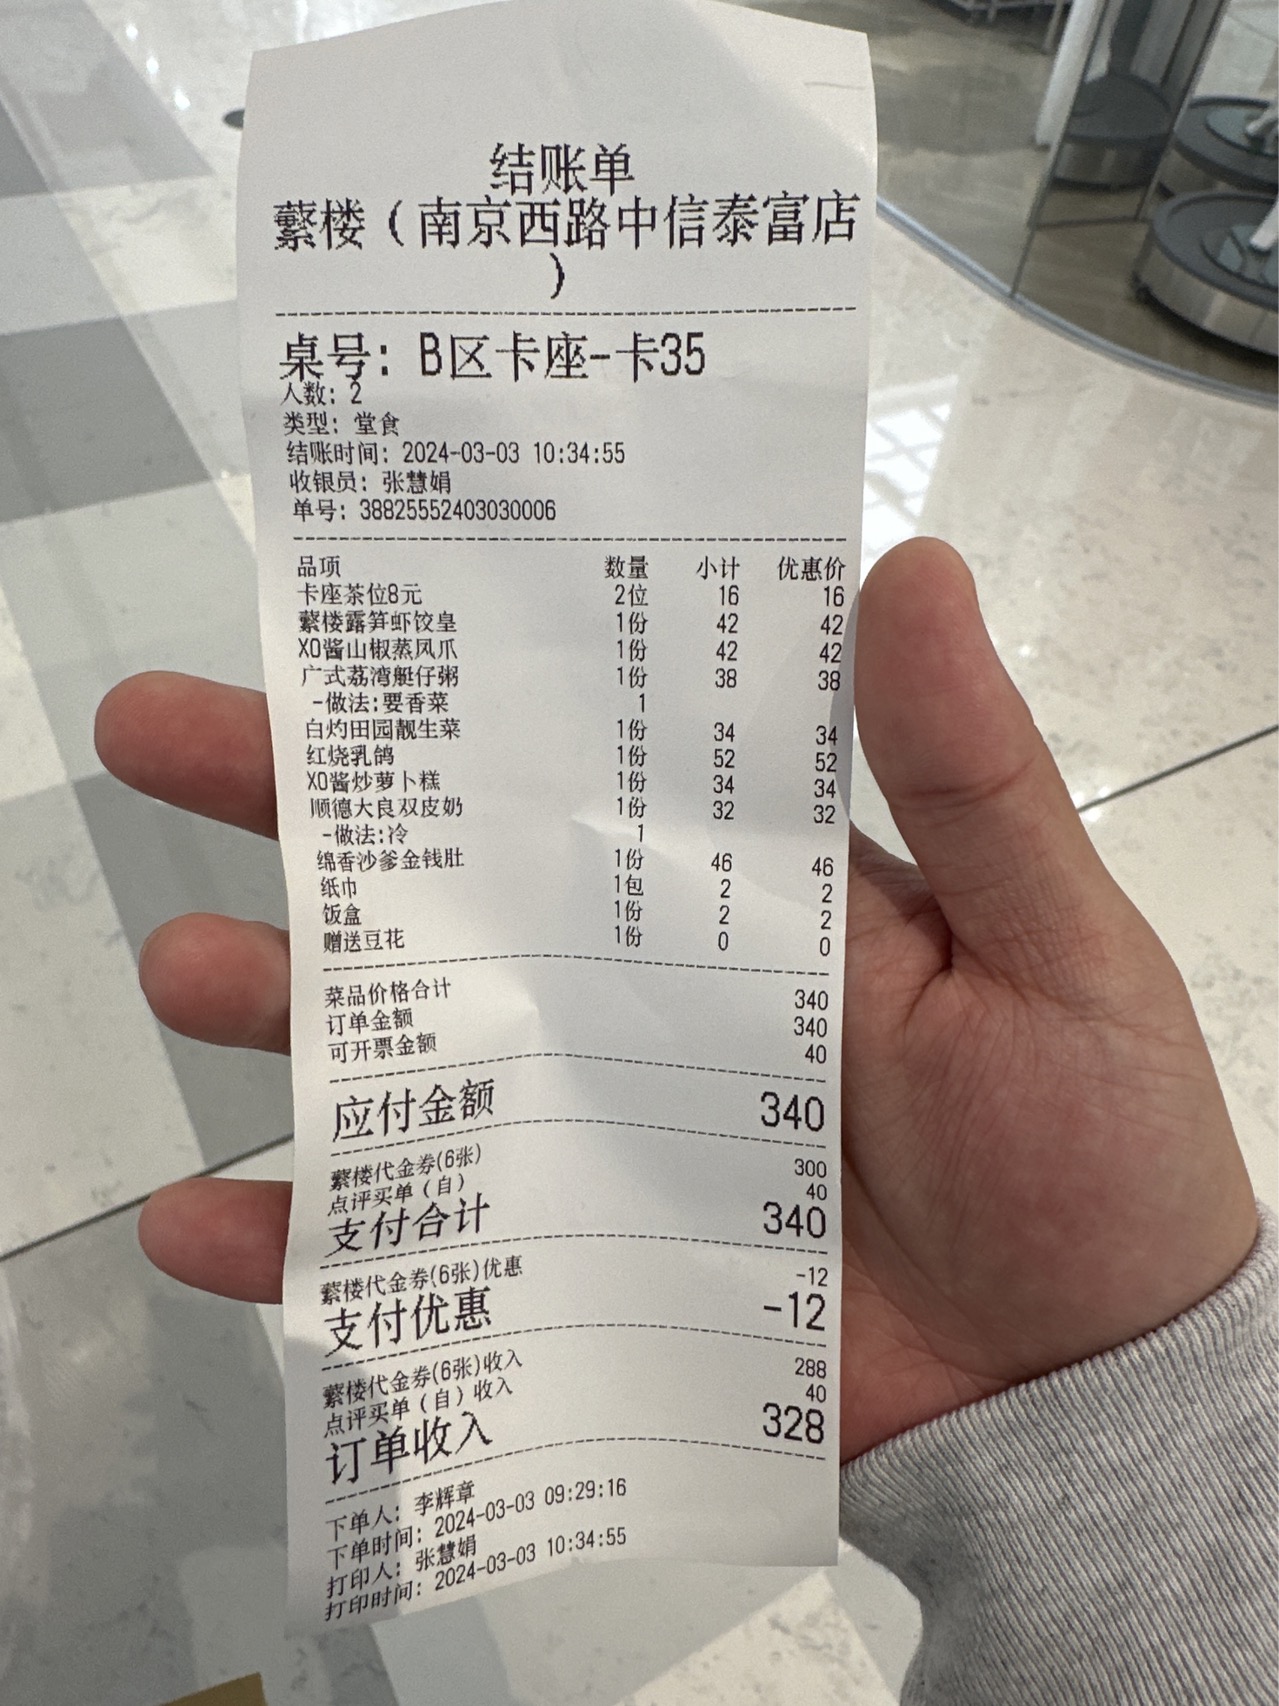 结账单
蘩楼（南京西路中信泰富店
）
桌号: B区卡座-卡35
人数: 2
类型: 堂食
结账时间: 2024-03-03 10:34:55
收银员: 张慧娟
单号: 38825552403030006
品项 数量 小计 优惠价
卡座茶位8元 2位 16 16
蘩楼露笋虾饺皇 1份 42 42
XO酱山椒蒸凤爪 1份 42 42
广式荔湾艇仔粥 1份 38 38
-做法:要香菜 1
白灼田园靓生菜 1份 34 34
红烧乳鸽 1份 52 52
XO酱炒萝卜糕 1份 34 34
顺德大良双皮奶 1份 32 32
-做法:冷 1
绵香沙爹金钱肚 1份 46 46
纸巾 1包 2 2
饭盒 1份 2 2
赠送豆花 1份 0 0
菜品价格合计 340
订单金额 340
可开票金额 40
应付金额 340
蘩楼代金券(6张) 300
点评买单（自） 40
支付合计 340
蘩楼代金券(6张)优惠 -12
支付优惠 -12
蘩楼代金券(6张)收入 288
点评买单（自）收入 40
订单收入 328
下单人: 李辉章
下单时间: 2024-03-03 09:29:16
打印人: 张慧娟
打印时间: 2024-03-03 10:34:55